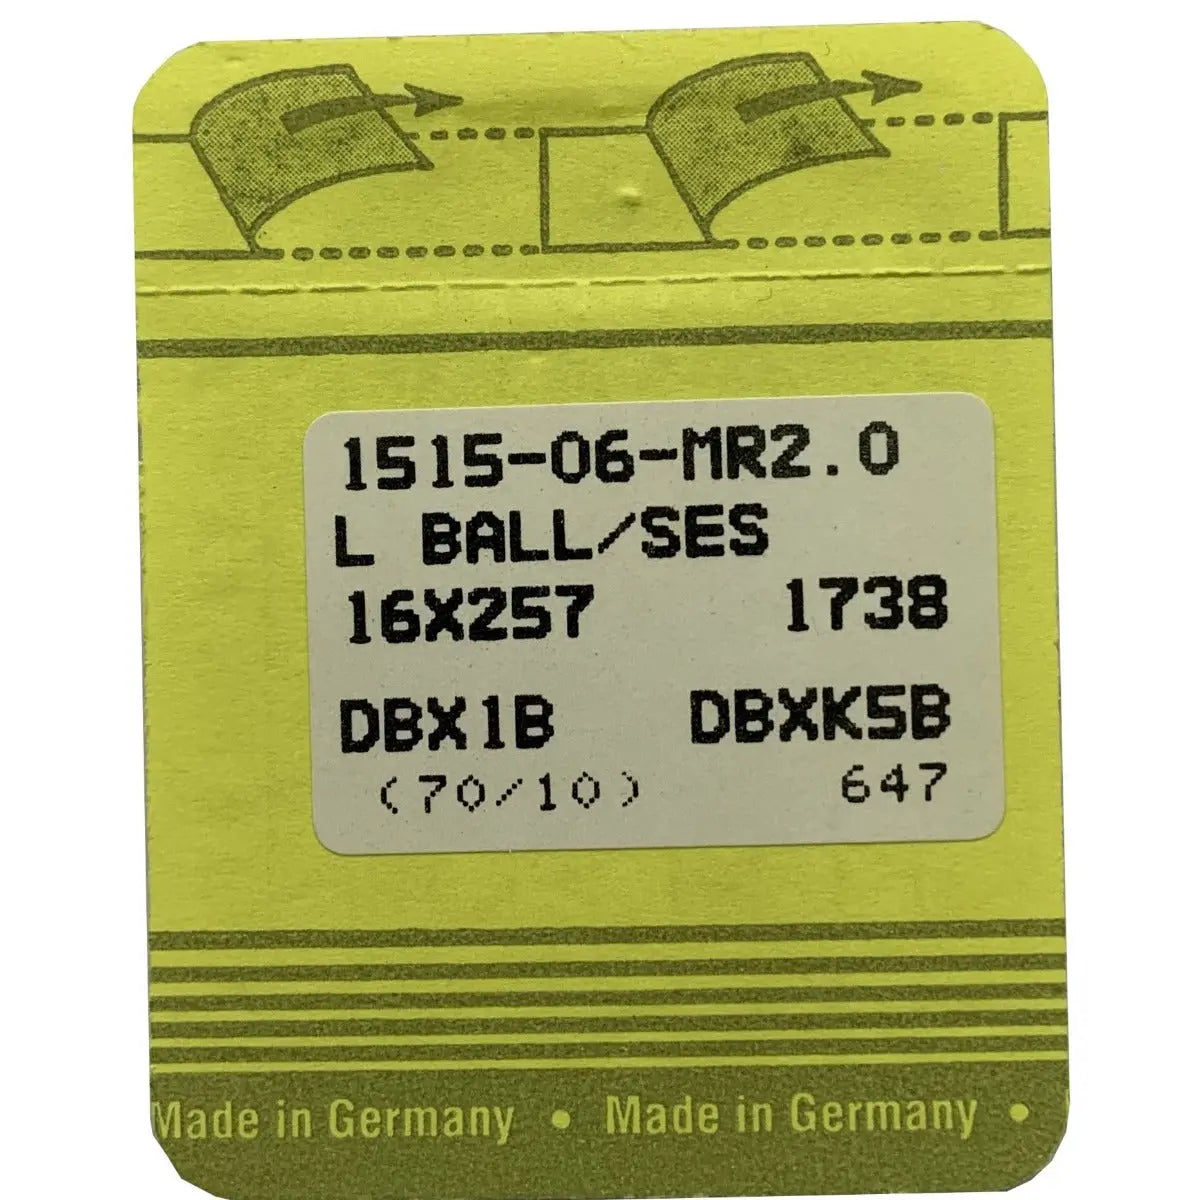 1515-06-MR2.0
L BALL/SES
16X257 1738
DBX1B DBXK5B
(70/10) 647
Made in Germany • Made in Germany •